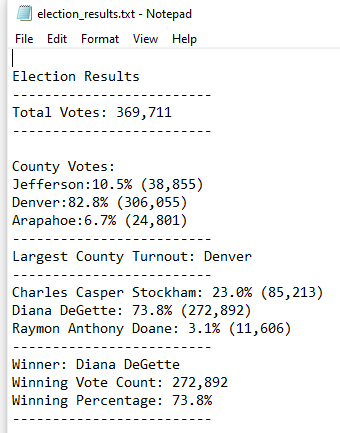 election_results.txt - Notepad
File Edit Format View Help
Election Results
-------------------------
Total Votes: 369,711
-------------------------
County Votes:
Jefferson:10.5% (38,855)
Denver:82.8% (306,055)
Arapahoe:6.7% (24,801)
-------------------------
Largest County Turnout: Denver
-------------------------
Charles Casper Stockham: 23.0% (85,213)
Diana DeGette: 73.8% (272,892)
Raymon Anthony Doane: 3.1% (11,606)
-------------------------
Winner: Diana DeGette
Winning Vote Count: 272,892
Winning Percentage: 73.8%
-------------------------